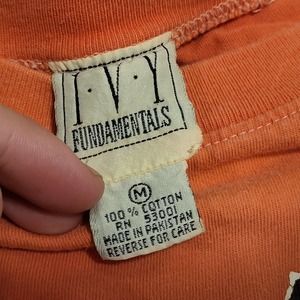 I·V·Y
FUNDAMENTALS
M
100% COTTON
RN 53001
MADE IN PAKISTAN
REVERSE FOR CARE